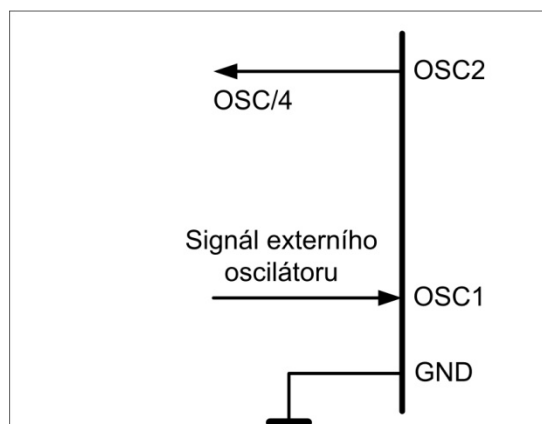 OSC2
OSC/4
Signál externího
oscilátoru
OSC1
GND